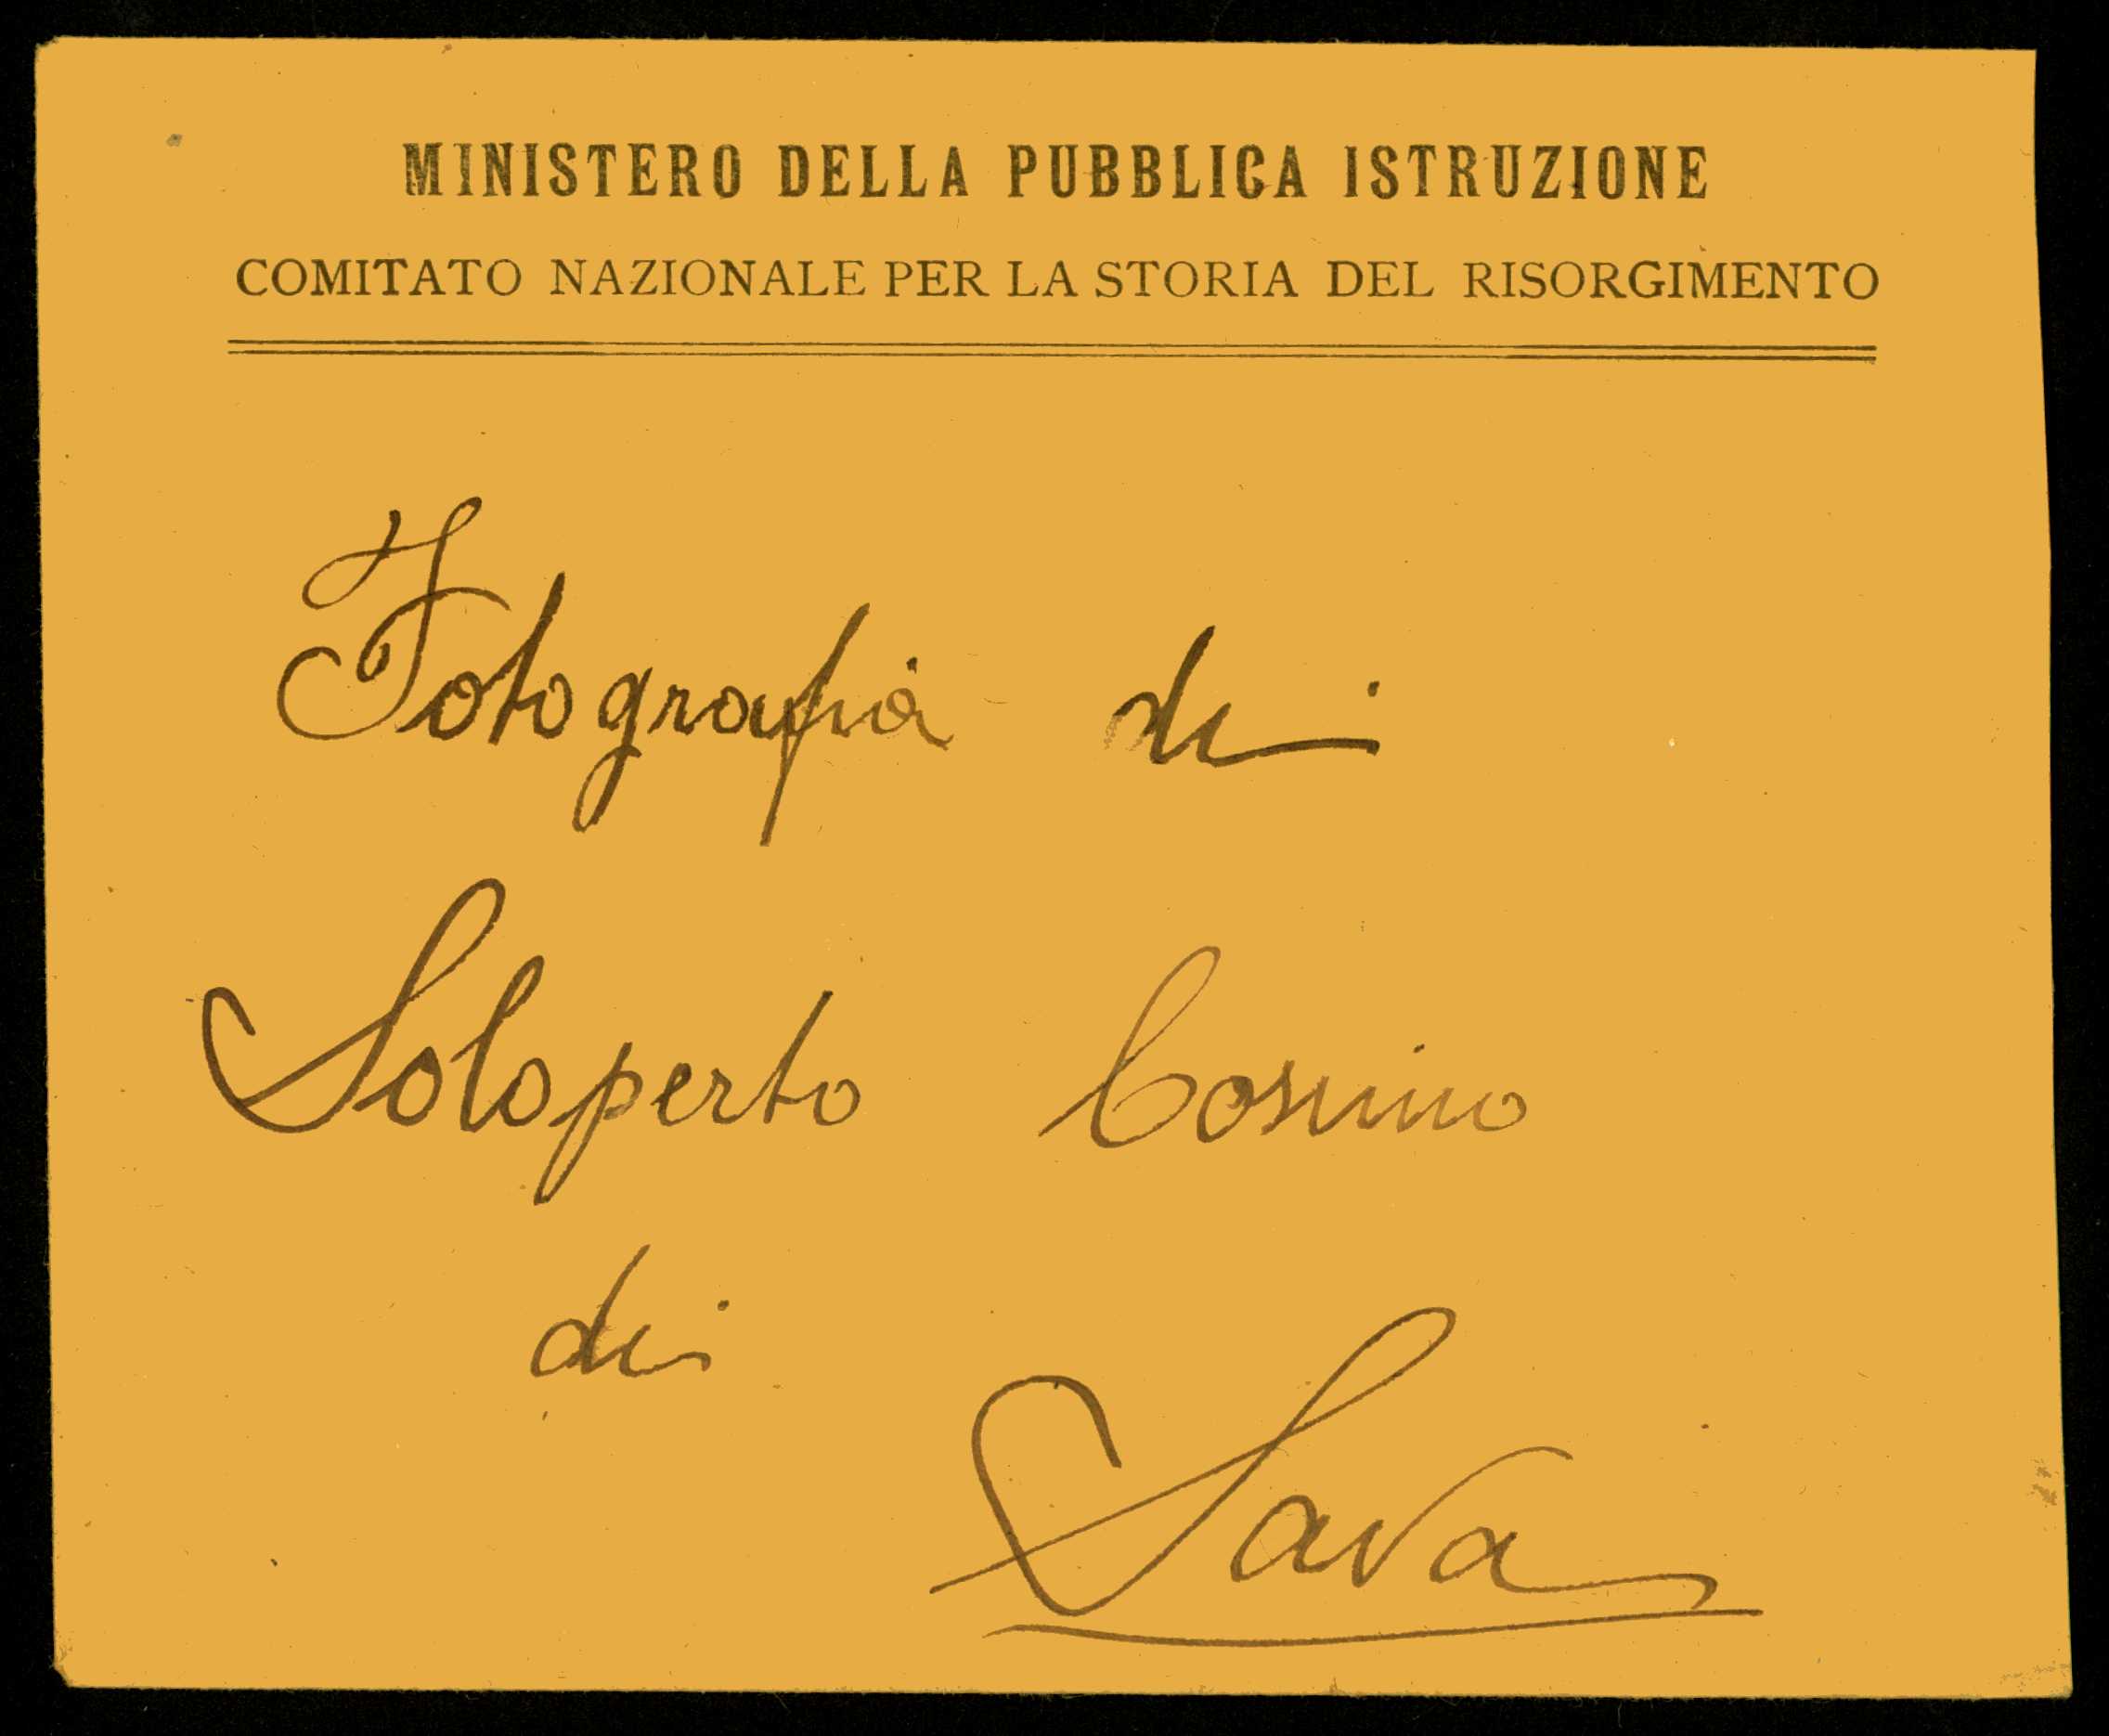 MINISTERO DELLA PUBBLICA ISTRUZIONE
COMITATO NAZIONALE PER LA STORIA DEL RISORGIMENTO
Fotografia di
Soloperto Cosimo
di
Sava